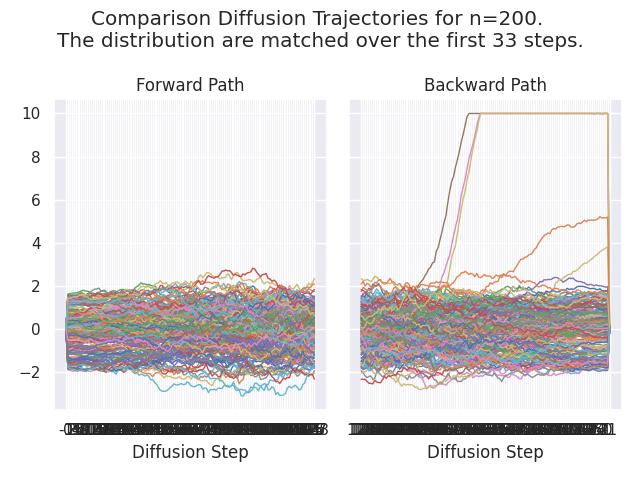 Comparison Diffusion Trajectories for n=200.
The distribution are matched over the first 33 steps.
Forward Path
Backward Path
10
8
6
4
2
0
−2
Diffusion Step
Diffusion Step